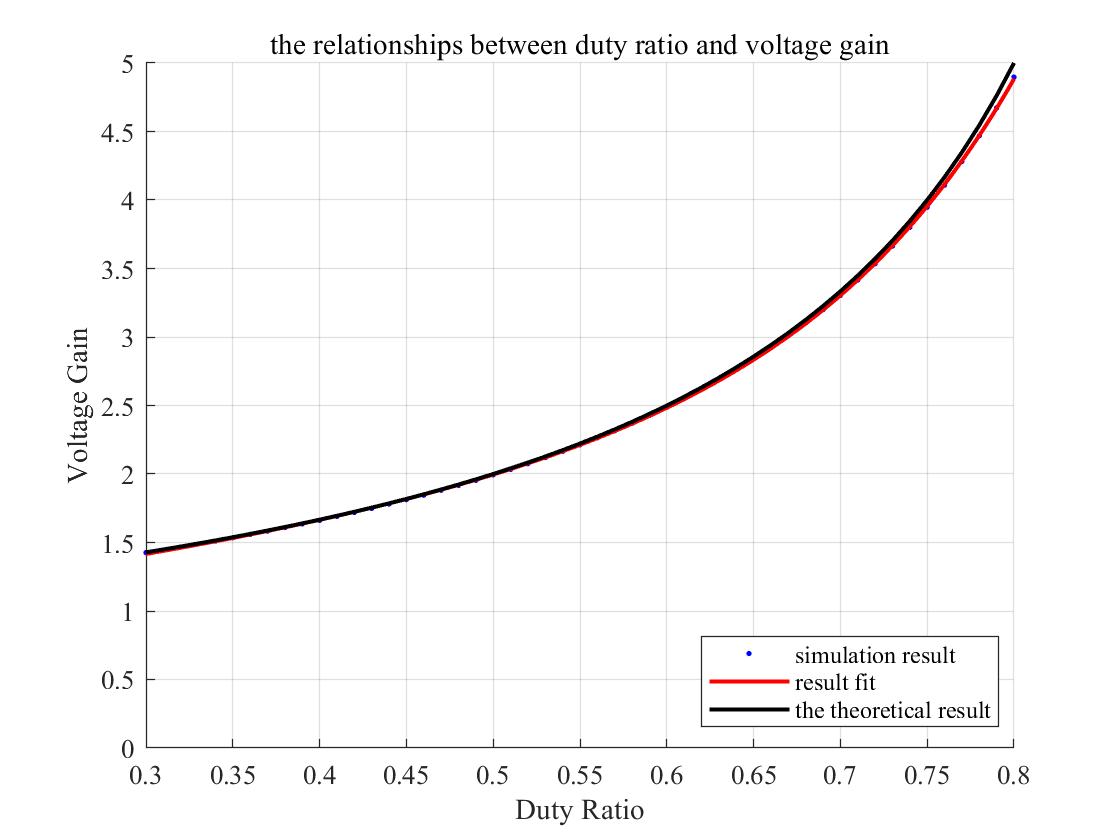 the relationships between duty ratio and voltage gain
5
4.5
4
3.5
3
2.5
2
1.5
1
0.5
0
Voltage Gain
simulation result
result fit
the theoretical result
0.3 0.35 0.4 0.45 0.5 0.55 0.6 0.65 0.7 0.75 0.8
Duty Ratio